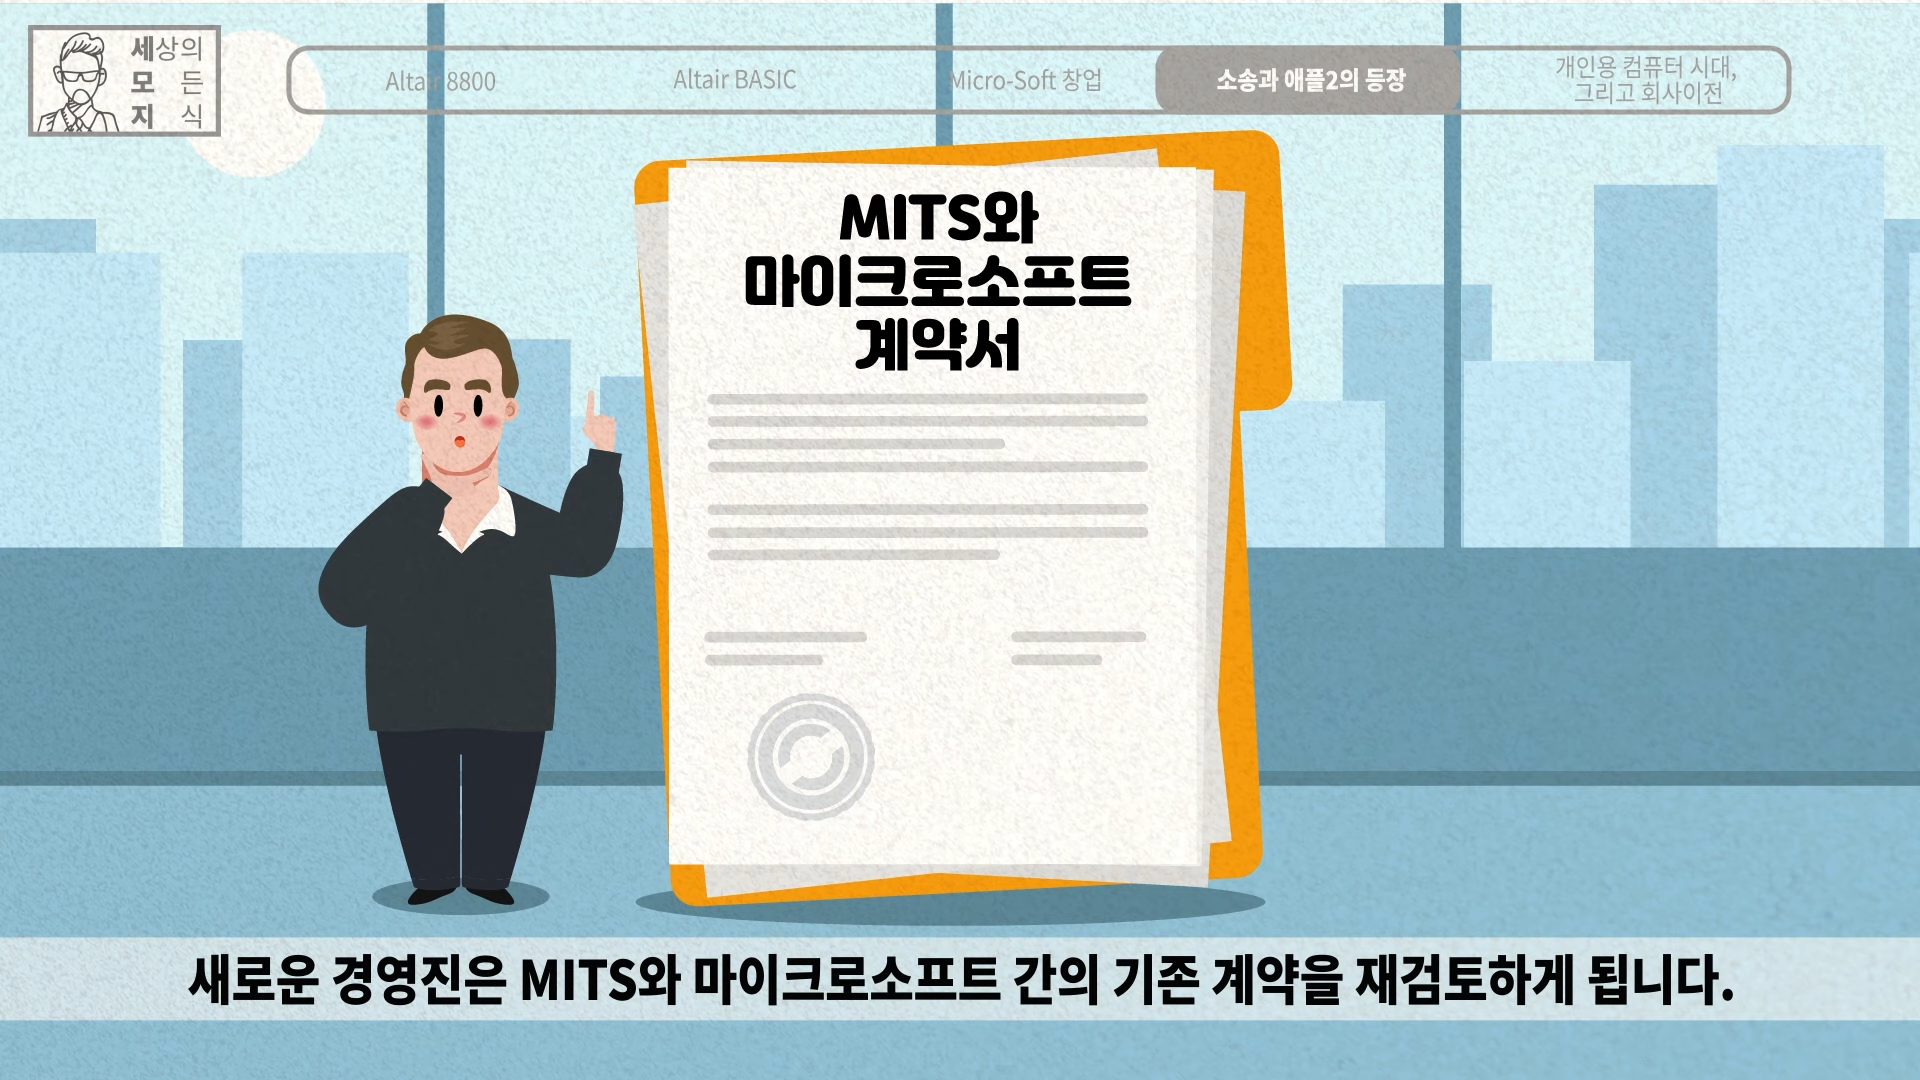 세상의
모든
지식
Altair 8800
Altair BASIC
Micro-Soft 창업
소송과 애플2의 등장
개인용 컴퓨터 시대,
그리고 회사이전
MITS와
마이크로소프트
계약서
새로운 경영진은 MITS와 마이크로소프트 간의 기존 계약을 재검토하게 됩니다.